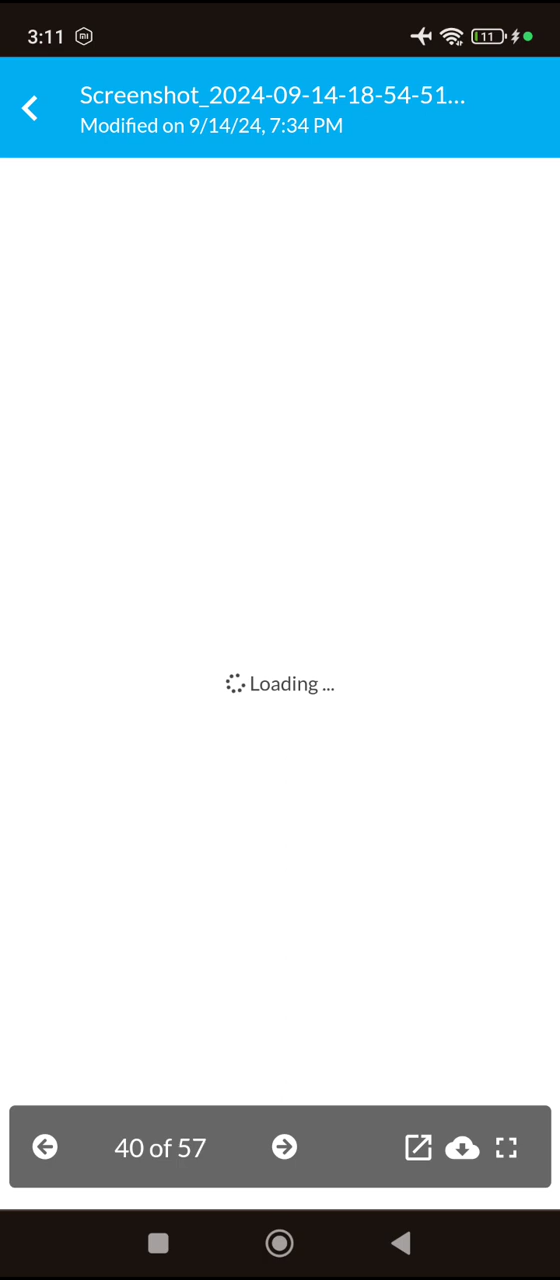 3:11
11
Screenshot_2024-09-14-18-54-51...
Modified on 9/14/24, 7:34 PM
Loading ...
40 of 57